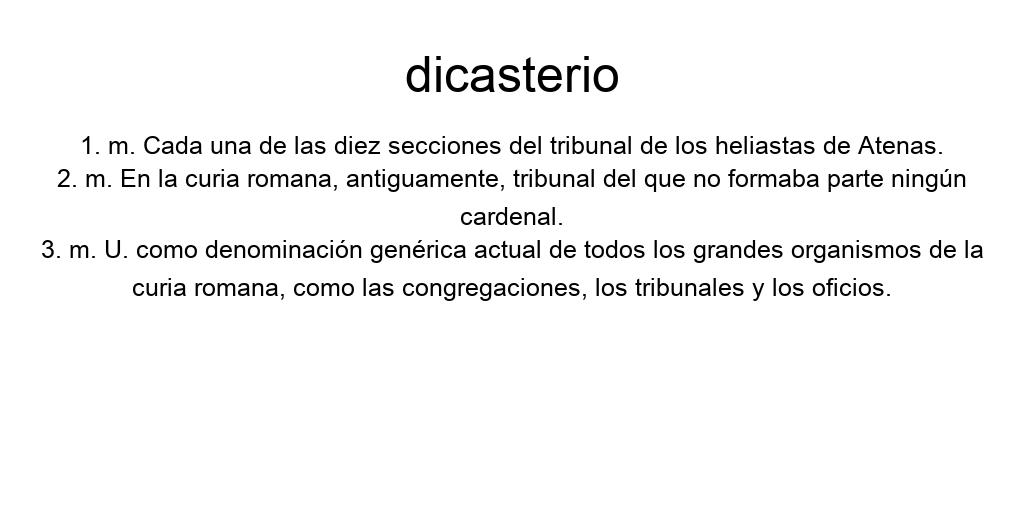 dicasterio
1. m. Cada una de las diez secciones del tribunal de los heliastas de Atenas.
2. m. En la curia romana, antiguamente, tribunal del que no formaba parte ningún
cardenal.
3. m. U. como denominación genérica actual de todos los grandes organismos de la
curia romana, como las congregaciones, los tribunales y los oficios.